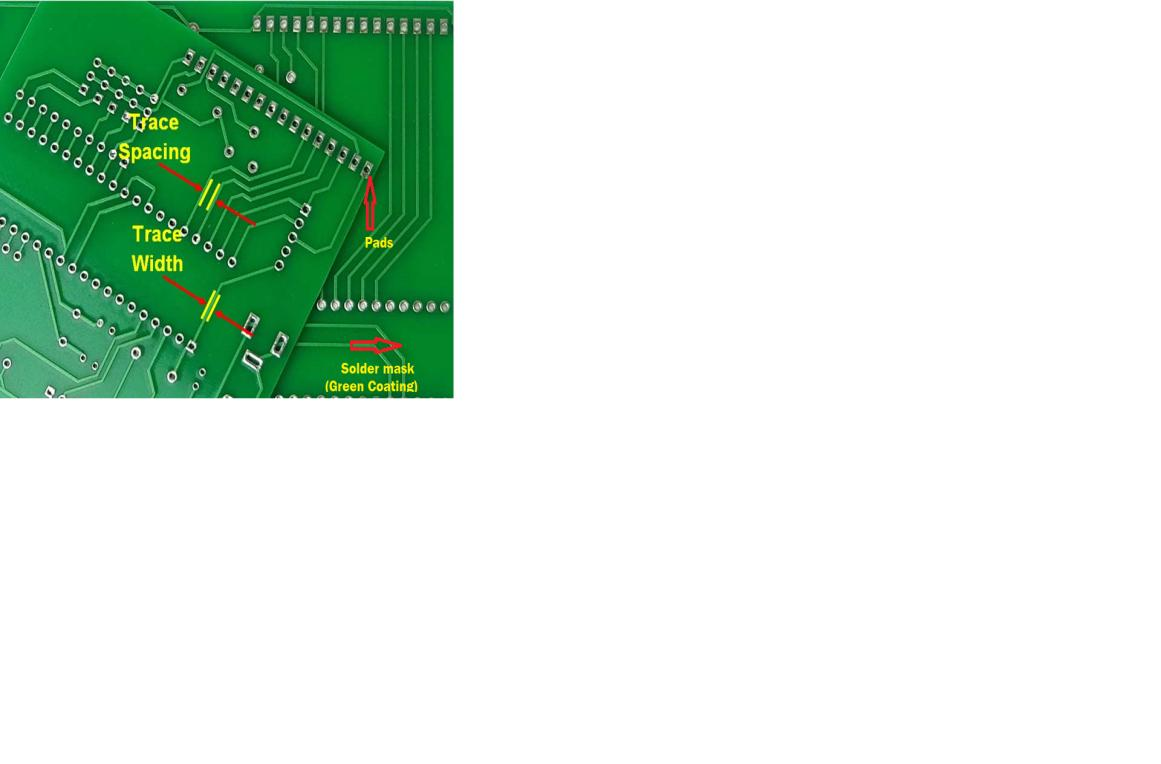 Trace
Spacing
Trace
Width
Pads
Solder mask
(Green Coating)